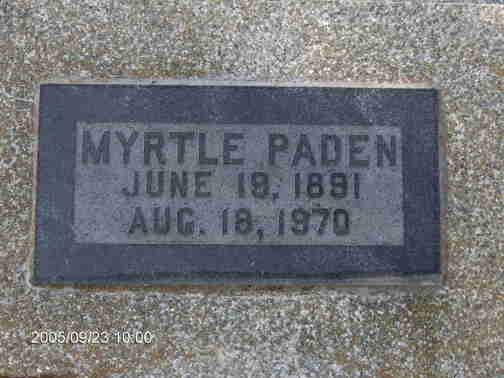 MYRTLE PADEN
JUNE 19, 1891
AUG. 18, 1970
2005/09/23 10:00